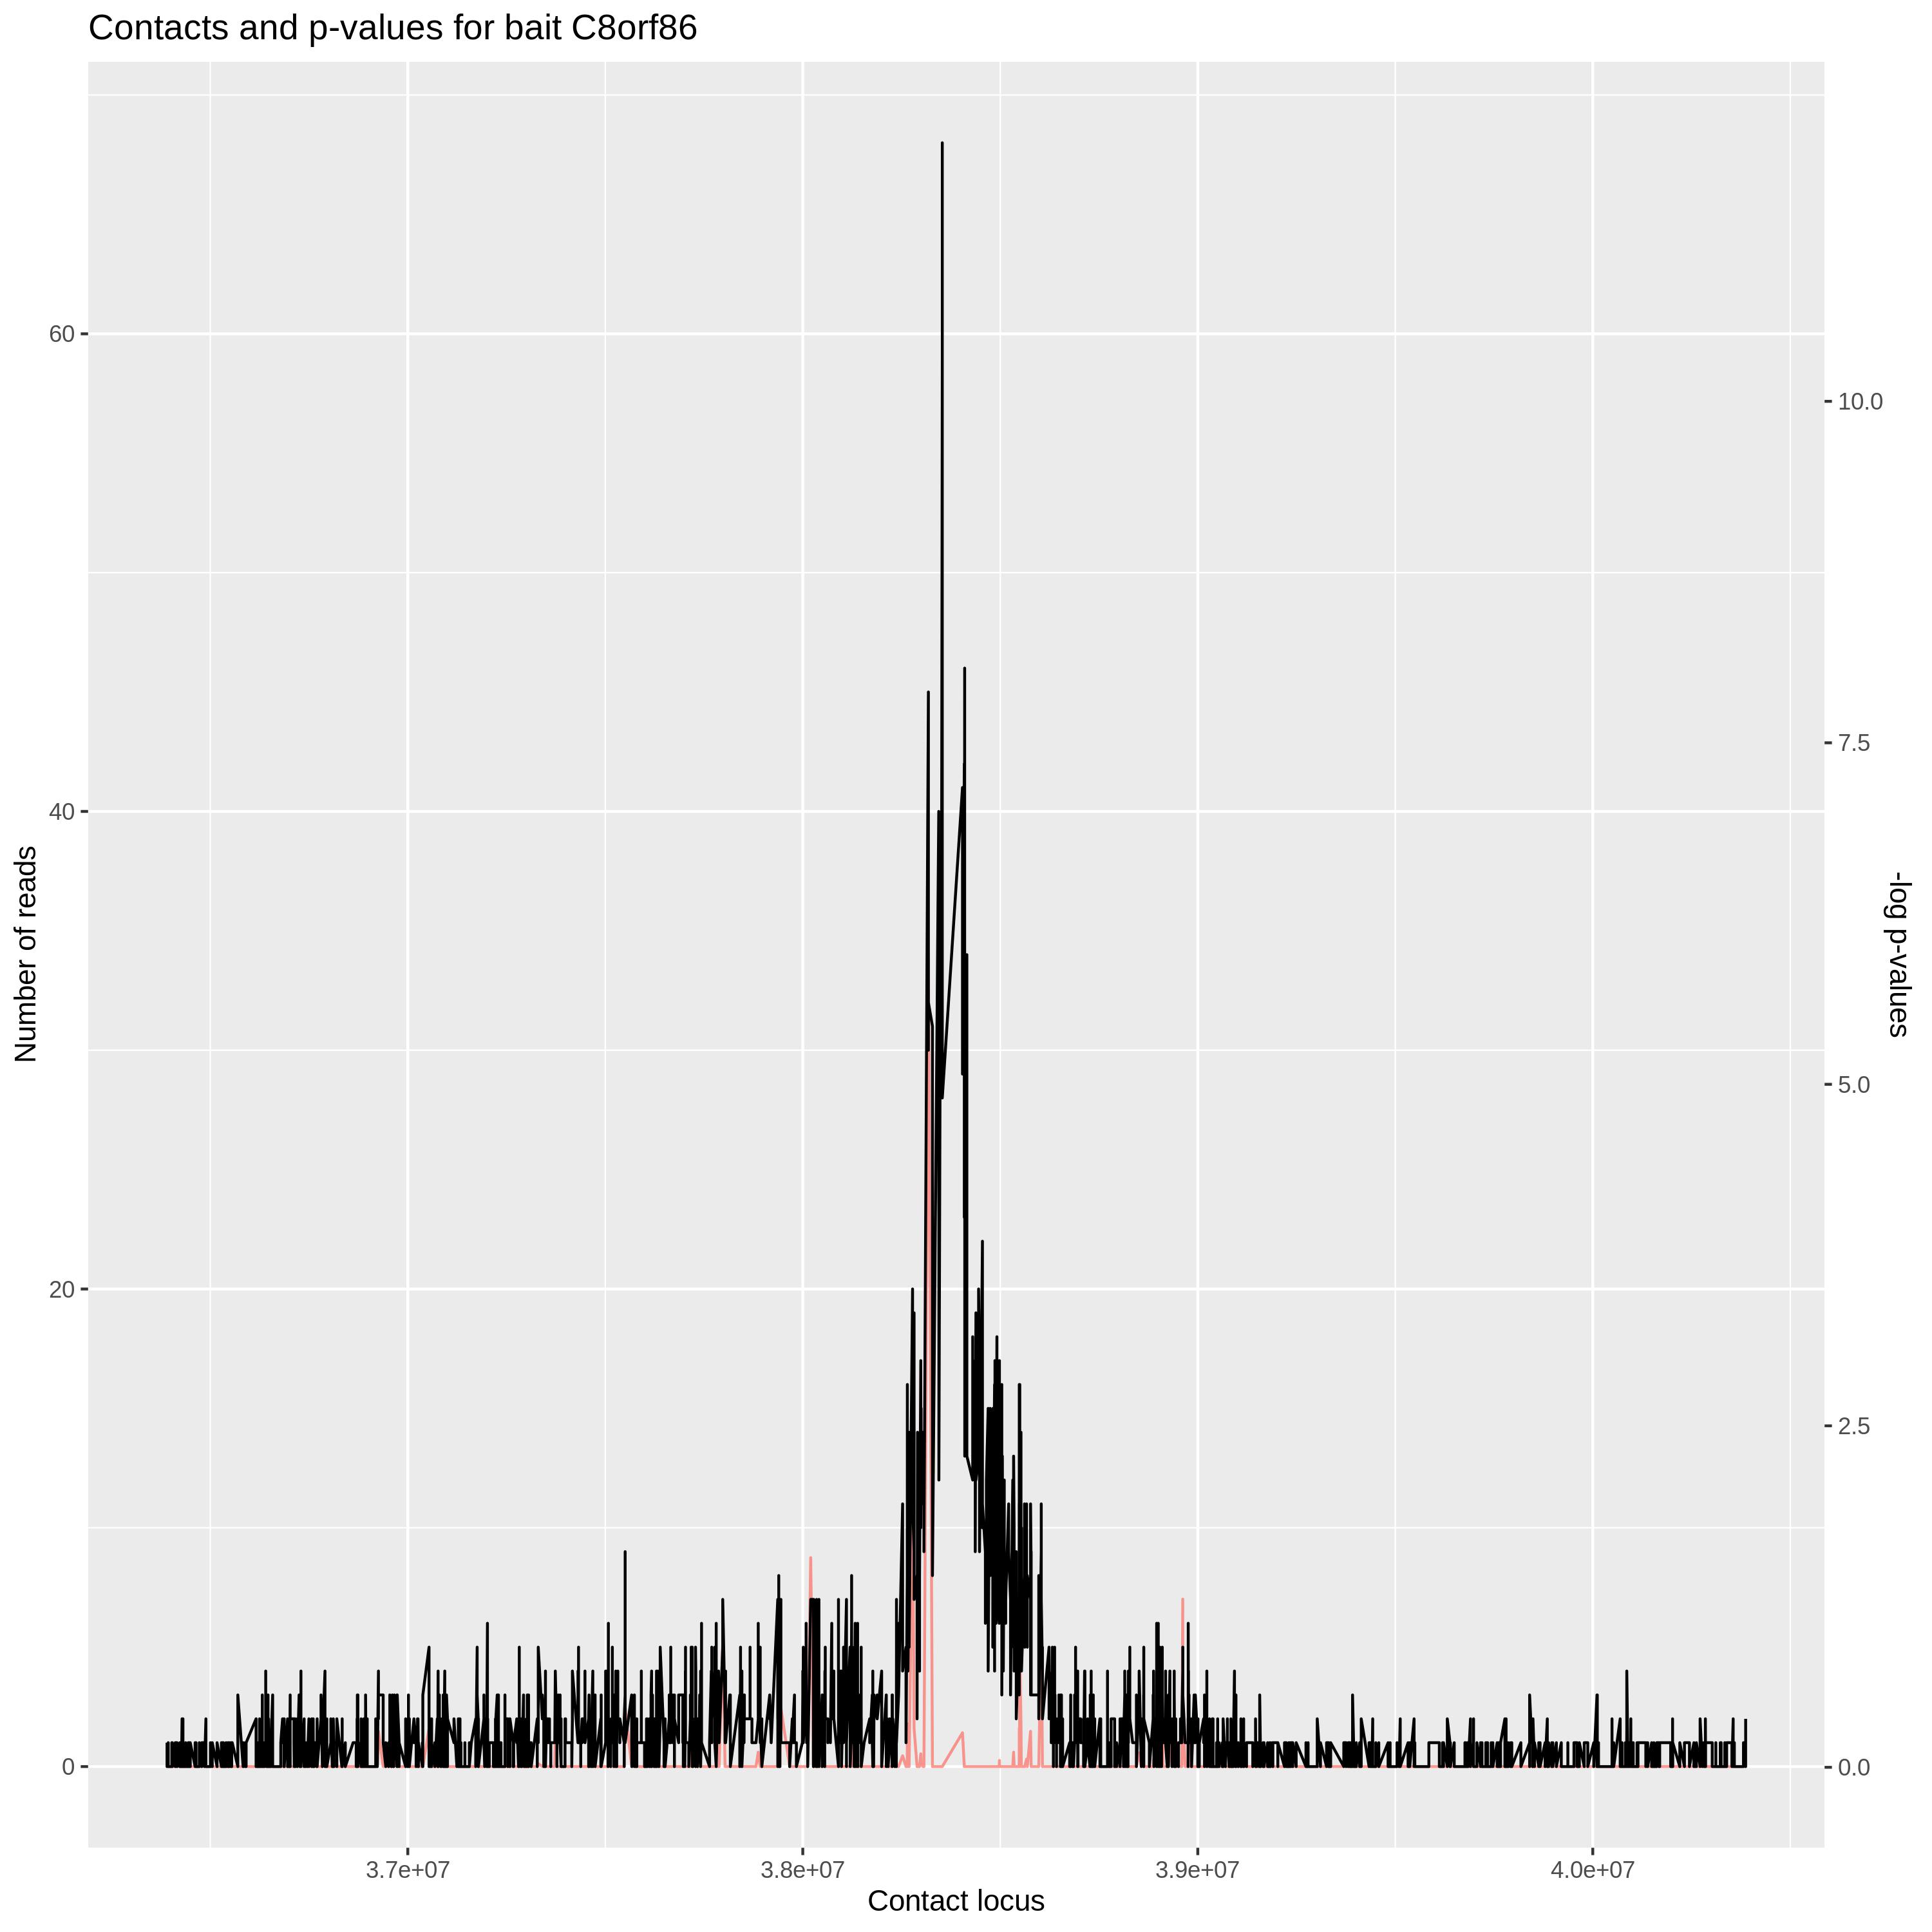 Contacts and p-values for bait C8orf86
60
40
20
0
Number of reads
10.0
7.5
5.0
2.5
0.0
-log p-values
3.7e+07 3.8e+07 3.9e+07 4.0e+07
Contact locus